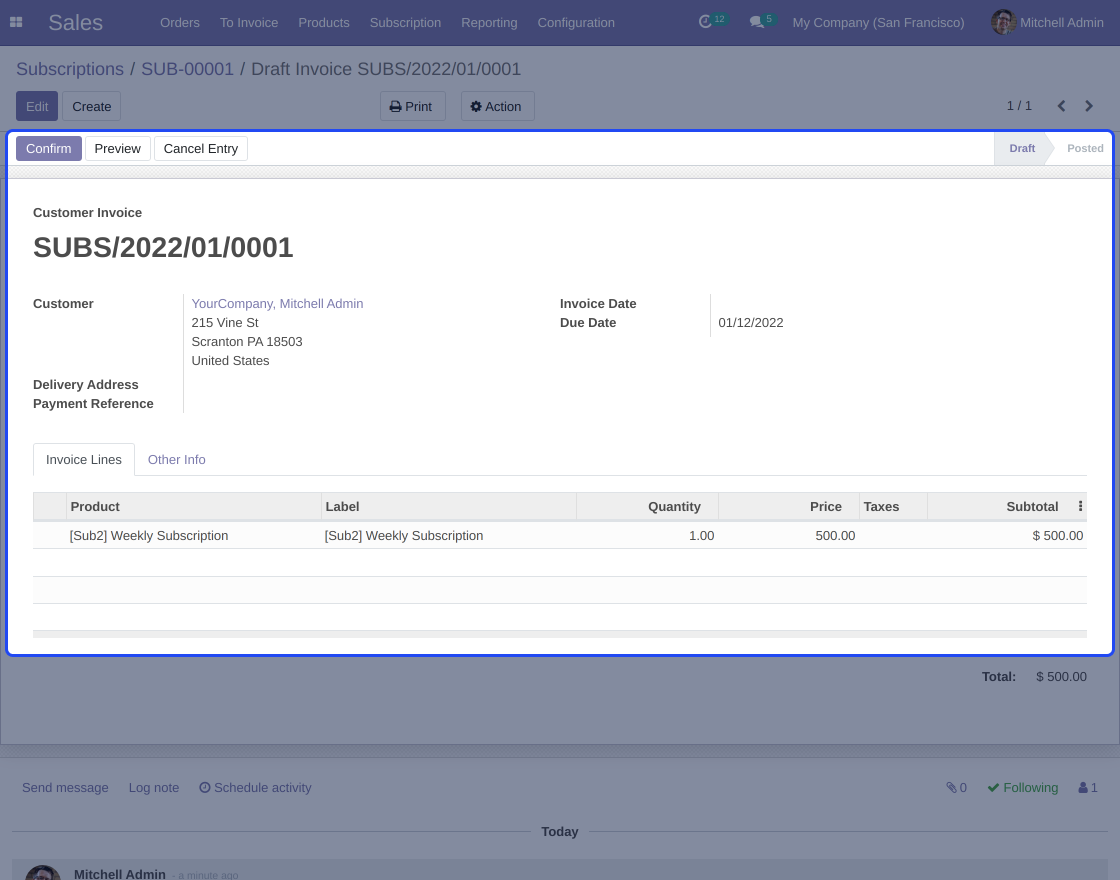 Sales Orders To Invoice Products Subscription Reporting Configuration 12 5 My Company (San Francisco) Mitchell Admin
Subscriptions / SUB-00001 / Draft Invoice SUBS/2022/01/0001
Edit Create Print Action 1 / 1
Confirm Preview Cancel Entry Draft Posted
Customer Invoice
SUBS/2022/01/0001
Customer YourCompany, Mitchell Admin Invoice Date
215 Vine St Due Date 01/12/2022
Scranton PA 18503
United States
Delivery Address
Payment Reference
Invoice Lines Other Info
Product Label Quantity Price Taxes Subtotal
[Sub2] Weekly Subscription [Sub2] Weekly Subscription 1.00 500.00 $ 500.00
Total: $ 500.00
Send message Log note Schedule activity 0 Following 1
Today
Mitchell Admin - a minute ago